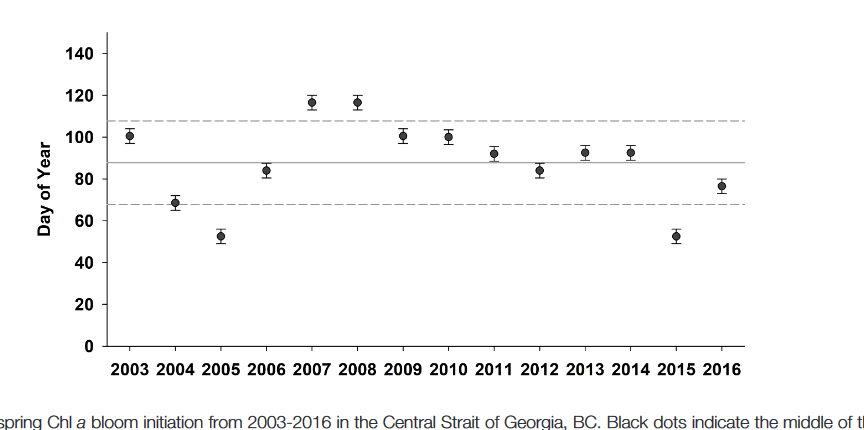 140
120
100
80
60
40
20
0
Day of Year
2003 2004 2005 2006 2007 2008 2009 2010 2011 2012 2013 2014 2015 2016
spring Chl a bloom initiation from 2003-2016 in the Central Strait of Georgia, BC. Black dots indicate the middle of